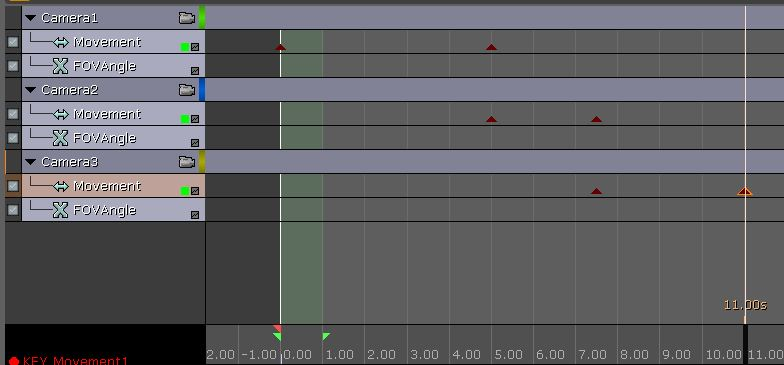 Camera1
Movement
FOVAngle
Camera2
Movement
FOVAngle
Camera3
Movement
FOVAngle
11.00s
2.00 -1.00 0.00 1.00 2.00 3.00 4.00 5.00 6.00 7.00 8.00 9.00 10.00 11.00
KEY_Movement1